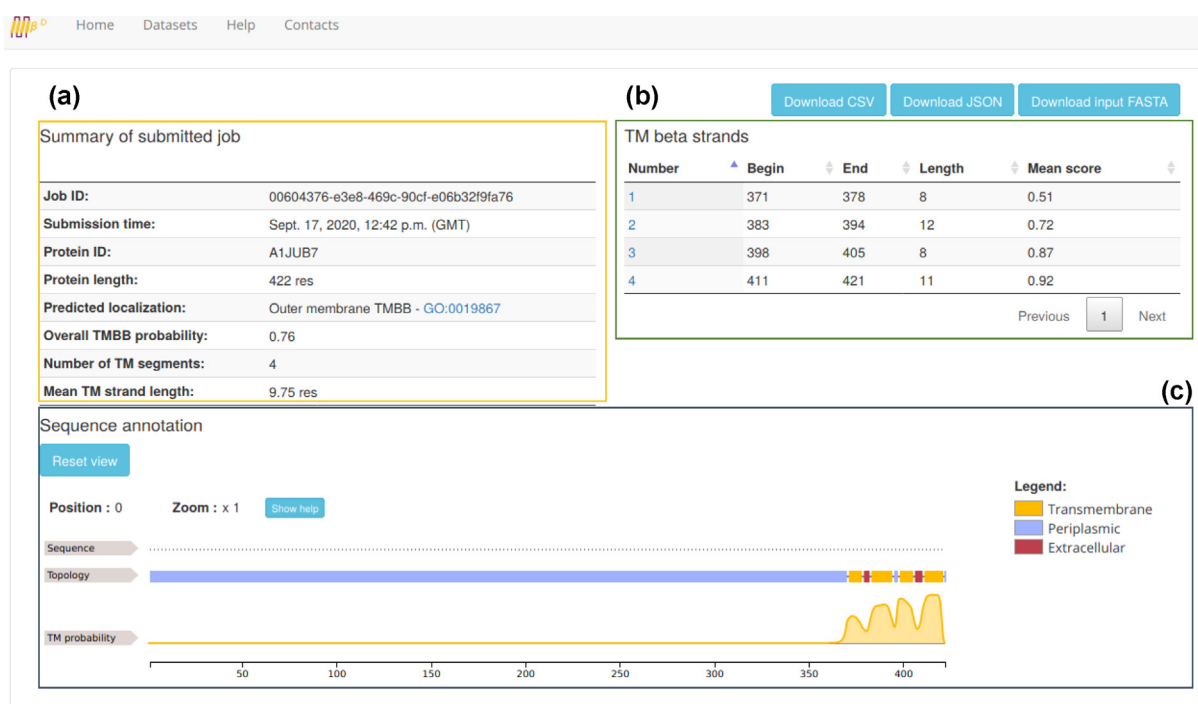 β D
Home Datasets Help Contacts
(a)
(b)
Download CSV Download JSON Download input FASTA
Summary of submitted job
Job ID: 00604376-e3e8-469c-90cf-e06b32f9fa76
Submission time: Sept. 17, 2020, 12:42 p.m. (GMT)
Protein ID: A1JUB7
Protein length: 422 res
Predicted localization: Outer membrane TMBB - GO:0019867
Overall TMBB probability: 0.76
Number of TM segments: 4
Mean TM strand length: 9.75 res
TM beta strands
Number Begin End Length Mean score
1 371 378 8 0.51
2 383 394 12 0.72
3 398 405 8 0.87
4 411 421 11 0.92
Previous 1 Next
(c)
Sequence annotation
Reset view
Position : 0 Zoom : x 1 Show help
Legend:
Transmembrane
Periplasmic
Extracellular
Sequence
Topology
TM probability
50 100 150 200 250 300 350 400